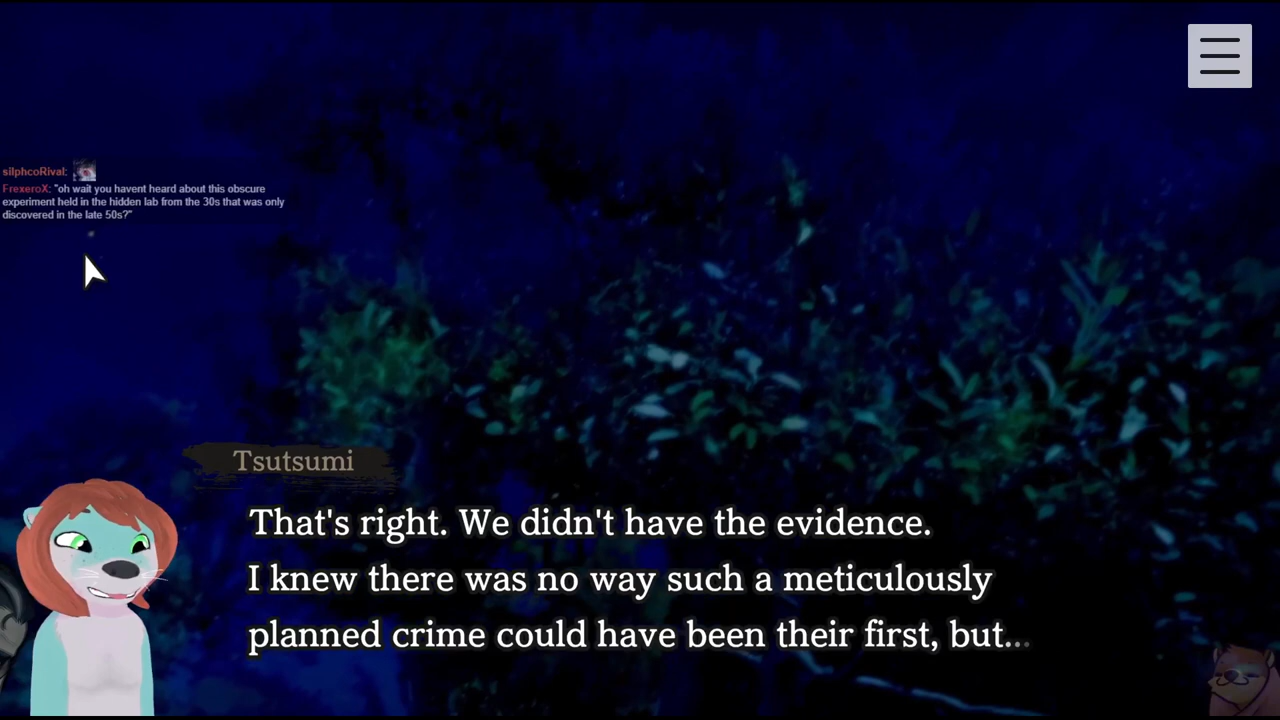 silphcoRival:
FrexeroX: "oh wait you havent heard about this obscure
experiment held in the hidden lab from the 30s that was only
discovered in the late 50s?"
Tsutsumi
That's right. We didn't have the evidence.
I knew there was no way such a meticulously
planned crime could have been their first, but...